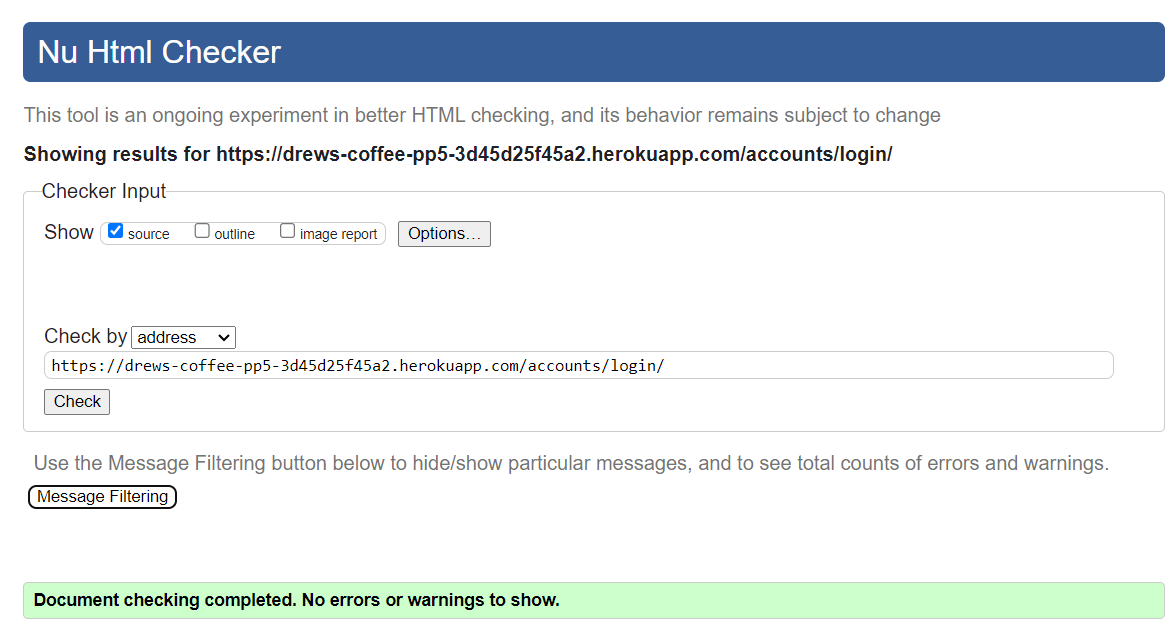 Nu Html Checker
This tool is an ongoing experiment in better HTML checking, and its behavior remains subject to change
Showing results for https://drews-coffee-pp5-3d45d25f45a2.herokuapp.com/accounts/login/
Checker Input
Show source outline image report Options...
Check by address
https://drews-coffee-pp5-3d45d25f45a2.herokuapp.com/accounts/login/
Check
Use the Message Filtering button below to hide/show particular messages, and to see total counts of errors and warnings.
Message Filtering
Document checking completed. No errors or warnings to show.